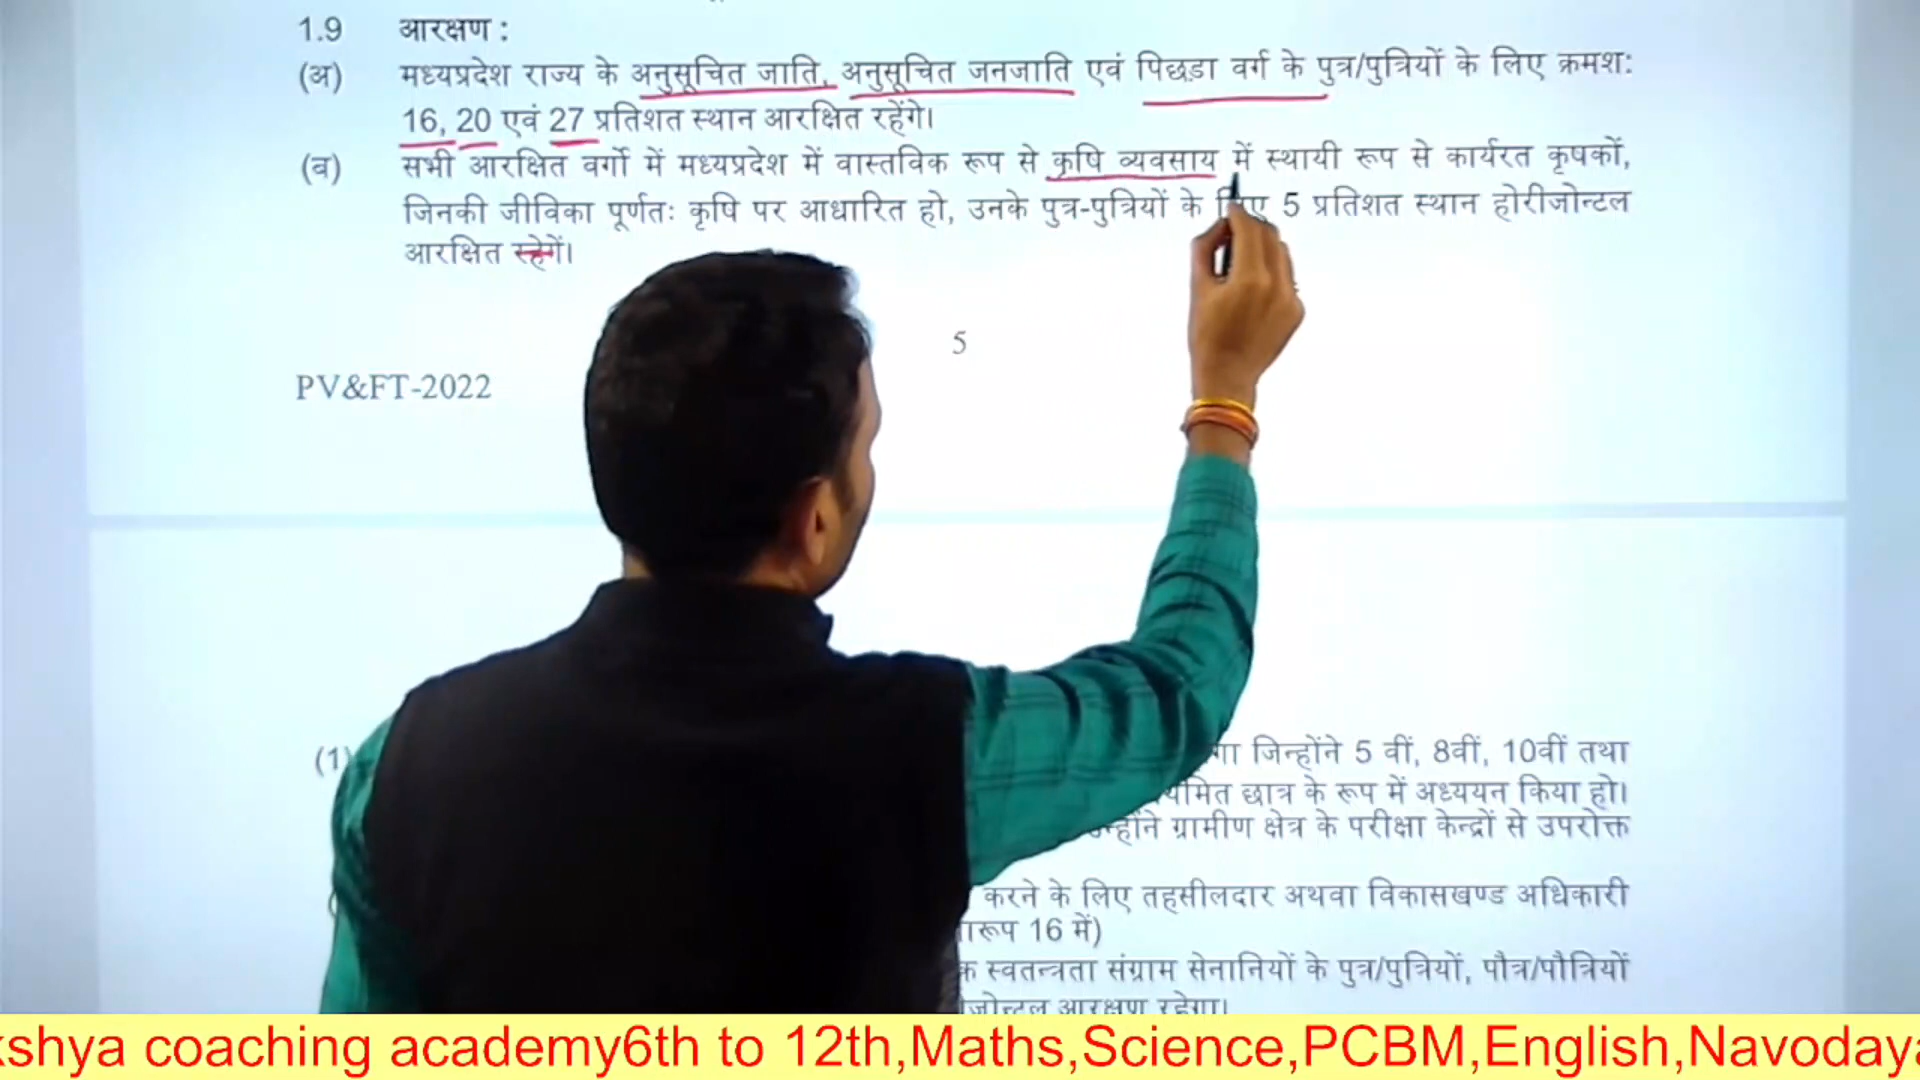 1.9 आरक्षण :
(अ) मध्यप्रदेश राज्य के अनुसूचित जाति, अनुसूचित जनजाति एवं पिछड़ा वर्ग के पुत्र/पुत्रियों के लिए क्रमश:
16, 20 एवं 27 प्रतिशत स्थान आरक्षित रहेंगे।
(ब) सभी आरक्षित वर्गो में मध्यप्रदेश में वास्तविक रूप से कृषि व्यवसाय में स्थायी रूप से कार्यरत कृषकों,
जिनकी जीविका पूर्णतः कृषि पर आधारित हो, उनके पुत्र-पुत्रियों के लिए 5 प्रतिशत स्थान होरीजोन्टल
आरक्षित रहेगें।
5
PV&FT-2022
(1) जिन्होंने 5 वीं, 8वीं, 10वीं तथा
छात्र के रूप में अध्ययन किया हो।
ग्रामीण क्षेत्र के परीक्षा केन्द्रों से उपरोक्त
करने के लिए तहसीलदार अथवा विकासखण्ड अधिकारी
16 में)
स्वतन्त्रता संग्राम सेनानियों के पुत्र/पुत्रियों, पौत्र/पौत्रियों
आरक्षण रहेगा।
kshya coaching academy6th to 12th,Maths,Science,PCBM,English,Navodaya